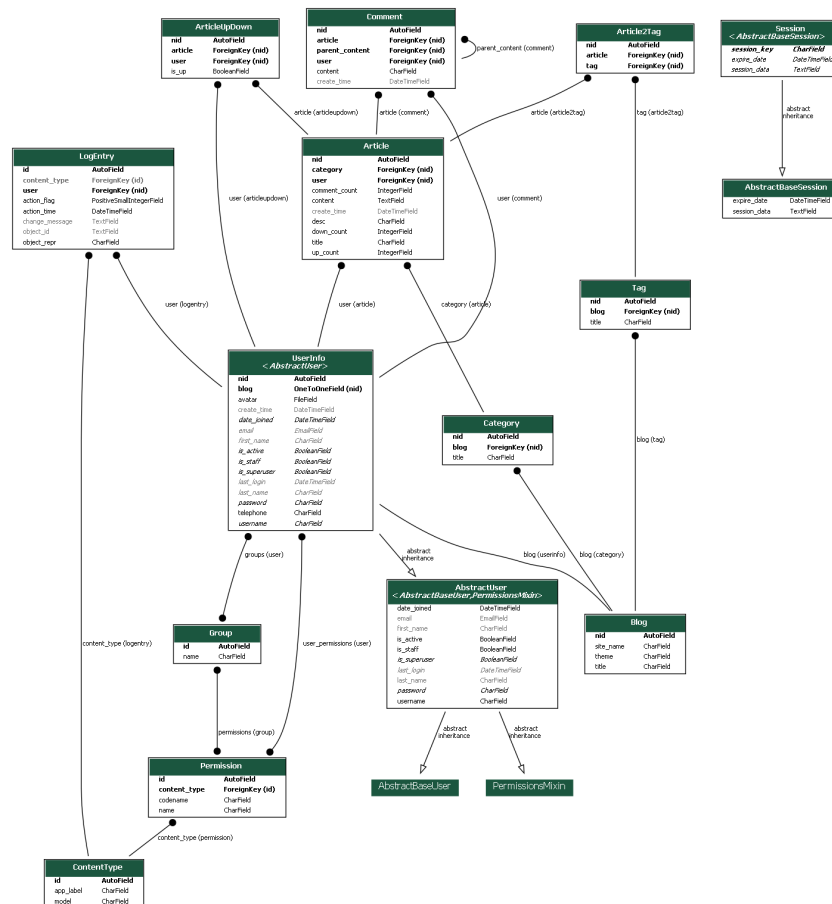 ArticleUpDown
nid AutoField
article ForeignKey (nid)
user ForeignKey (nid)
is_up BooleanField
Comment
nid AutoField
article ForeignKey (nid)
parent_content ForeignKey (nid)
user ForeignKey (nid)
content CharField
create_time DateTimeField
parent_content (comment)
Article2Tag
nid AutoField
article ForeignKey (nid)
tag ForeignKey (nid)
Session
<AbstractBaseSession>
session_key CharField
expire_date DateTimeField
session_data TextField
article (articleupdown)
article (comment)
article (article2tag)
tag (article2tag)
abstract
inheritance
LogEntry
id AutoField
content_type ForeignKey (id)
user ForeignKey (nid)
action_flag PositiveSmallIntegerField
action_time DateTimeField
change_message TextField
object_id TextField
object_repr CharField
Article
nid AutoField
category ForeignKey (nid)
user ForeignKey (nid)
comment_count IntegerField
content TextField
create_time DateTimeField
desc CharField
down_count IntegerField
title CharField
up_count IntegerField
AbstractBaseSession
expire_date DateTimeField
session_data TextField
user (articleupdown)
user (comment)
user (logentry)
user (article)
category (article)
Tag
nid AutoField
blog ForeignKey (nid)
title CharField
UserInfo
<AbstractUser>
nid AutoField
blog OneToOneField (nid)
avatar FileField
create_time DateTimeField
date_joined DateTimeField
email EmailField
first_name CharField
is_active BooleanField
is_staff BooleanField
is_superuser BooleanField
last_login DateTimeField
last_name CharField
password CharField
telephone CharField
username CharField
Category
nid AutoField
blog ForeignKey (nid)
title CharField
blog (tag)
groups (user)
abstract
inheritance
blog (userinfo)
blog (category)
AbstractUser
<AbstractBaseUser,PermissionsMixin>
date_joined DateTimeField
email EmailField
first_name CharField
is_active BooleanField
is_staff BooleanField
is_superuser BooleanField
last_login DateTimeField
last_name CharField
password CharField
username CharField
Blog
nid AutoField
site_name CharField
theme CharField
title CharField
Group
id AutoField
name CharField
content_type (logentry)
user_permissions (user)
permissions (group)
abstract
inheritance
abstract
inheritance
Permission
id AutoField
content_type ForeignKey (id)
codename CharField
name CharField
AbstractBaseUser
PermissionsMixin
content_type (permission)
ContentType
id AutoField
app_label CharField
model CharField